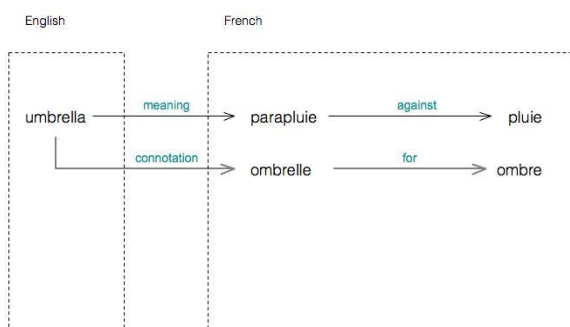 English French
meaning against
umbrella parapluie pluie
connotation for
ombrelle ombre